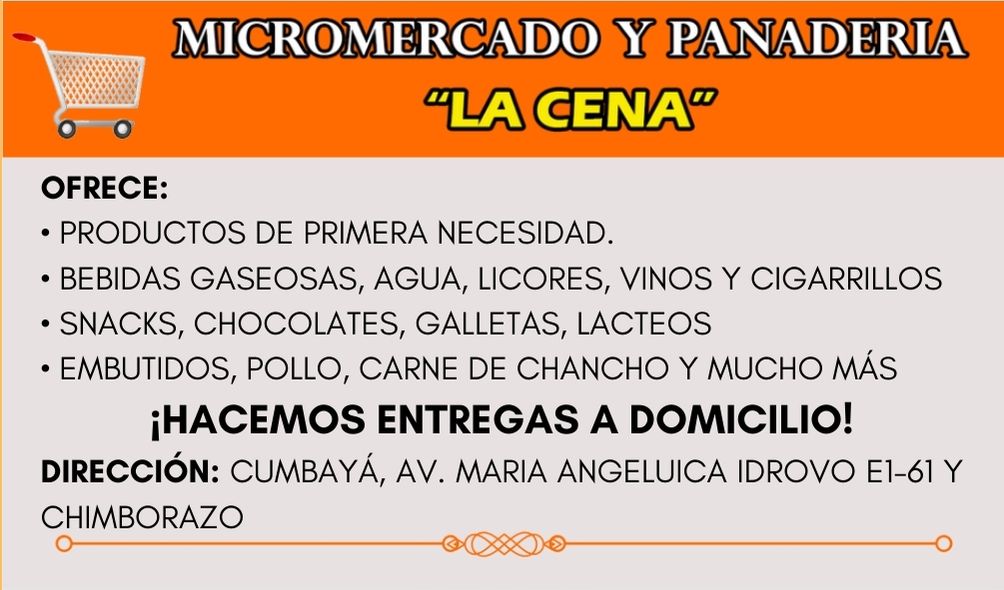 MICROMERCADO Y PANADERIA
“LA CENA”
OFRECE:
• PRODUCTOS DE PRIMERA NECESIDAD.
• BEBIDAS GASEOSAS, AGUA, LICORES, VINOS Y CIGARRILLOS
• SNACKS, CHOCOLATES, GALLETAS, LACTEOS
• EMBUTIDOS, POLLO, CARNE DE CHANCHO Y MUCHO MÁS
¡HACEMOS ENTREGAS A DOMICILIO!
DIRECCIÓN: CUMBAYÁ, AV. MARIA ANGELUICA IDROVO E1-61 Y
CHIMBORAZO